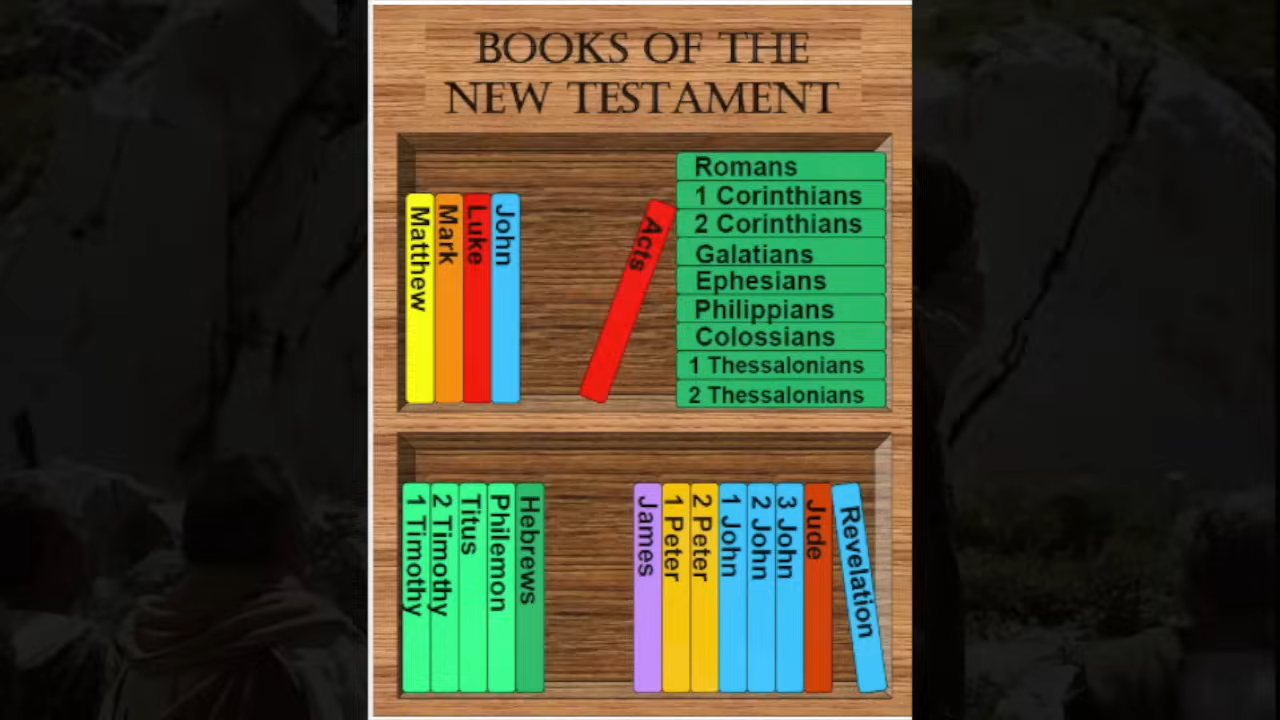 BOOKS OF THE
NEW TESTAMENT
Matthew
Mark
Luke
John
Acts
Romans
1 Corinthians
2 Corinthians
Galatians
Ephesians
Philippians
Colossians
1 Thessalonians
2 Thessalonians
1 Timothy
2 Timothy
Titus
Philemon
Hebrews
James
1 Peter
2 Peter
1 John
2 John
3 John
Jude
Revelation